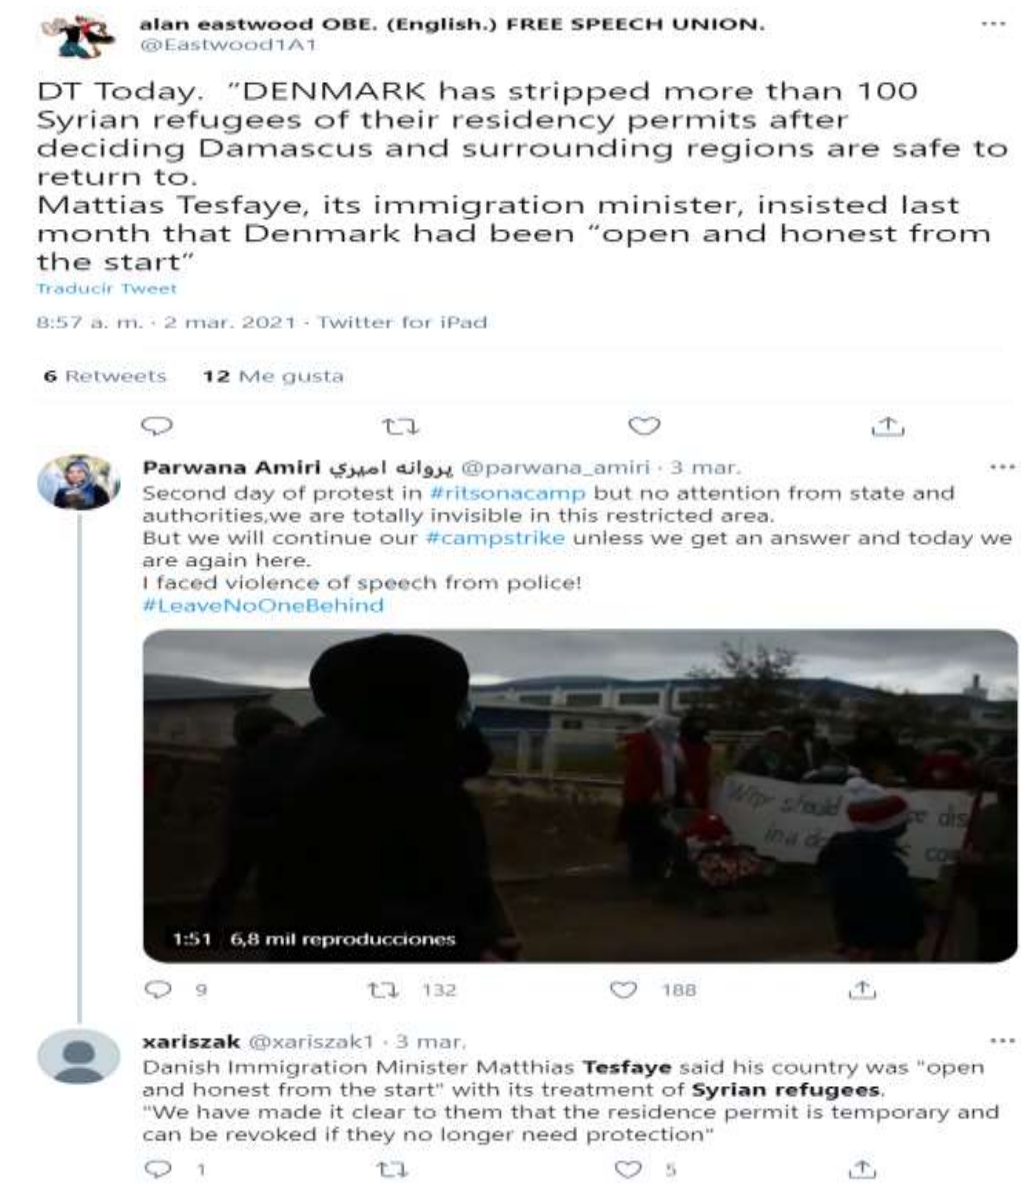 alan eastwood OBE. (English.) FREE SPEECH UNION.
@Eastwood1A1
DT Today. "DENMARK has stripped more than 100
Syrian refugees of their residency permits after
deciding Damascus and surrounding regions are safe to
return to.
Mattias Tesfaye, its immigration minister, insisted last
month that Denmark had been "open and honest from
the start"
Traducir Tweet
8:57 a. m. · 2 mar. 2021 · Twitter for iPad
6 Retweets 12 Me gusta
Parwana Amiri پروانه امیري @parwana_amiri · 3 mar.
Second day of protest in #ritsonacamp but no attention from state and
authorities,we are totally invisible in this restricted area.
But we will continue our #campstrike unless we get an answer and today we
are again here.
I faced violence of speech from police!
#LeaveNoOneBehind
Why should
in a
1:51 6,8 mil reproducciones
9 132 188
xariszak @xariszak1 · 3 mar.
Danish Immigration Minister Matthias Tesfaye said his country was "open
and honest from the start" with its treatment of Syrian refugees.
"We have made it clear to them that the residence permit is temporary and
can be revoked if they no longer need protection"
1 5